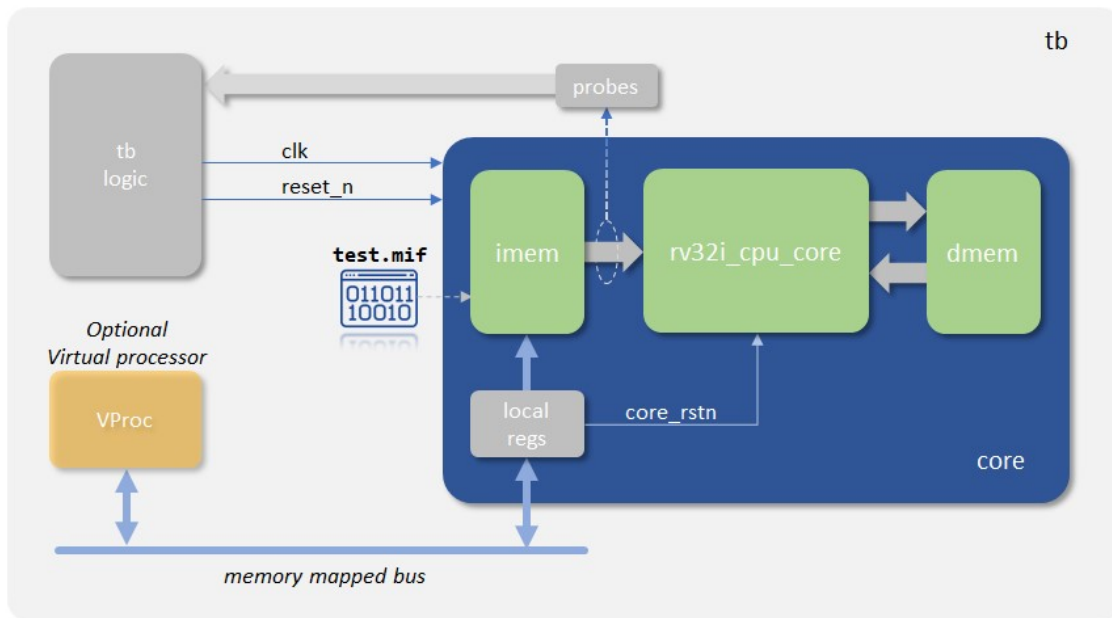 tb
probes
tb
logic
clk
reset_n
imem
rv32i_cpu_core
dmem
test.mif
011011
10010
Optional
Virtual processor
VProc
local
regs
core_rstn
core
memory mapped bus